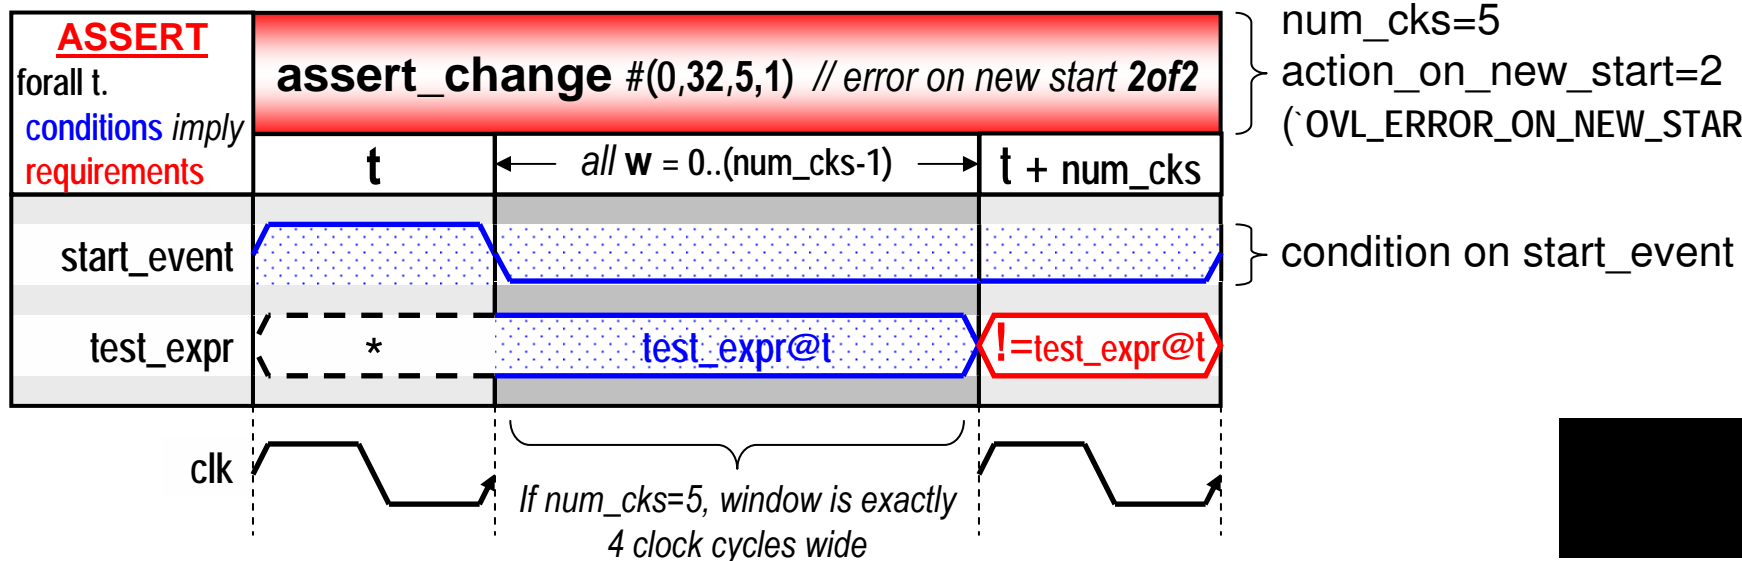 ASSERT
forall t.
conditions imply
requirements
assert_change #(0,32,5,1) // error on new start 2of2
num_cks=5
action_on_new_start=2
(`OVL_ERROR_ON_NEW_STAR
t
all w = 0..(num_cks-1)
t + num_cks
start_event
condition on start_event
test_expr
*
test_expr@t
!=test_expr@t
clk
If num_cks=5, window is exactly
4 clock cycles wide